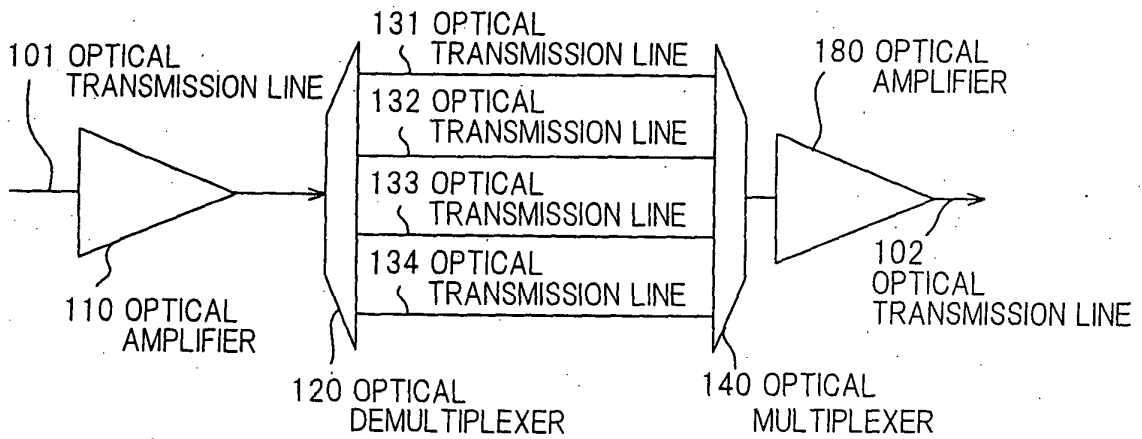 131 OPTICAL
TRANSMISSION LINE
101 OPTICAL
TRANSMISSION LINE
180 OPTICAL
AMPLIFIER
132 OPTICAL
TRANSMISSION LINE
133 OPTICAL
TRANSMISSION LINE
134 OPTICAL
TRANSMISSION LINE
102
OPTICAL
TRANSMISSION LINE
110 OPTICAL
AMPLIFIER
120 OPTICAL
DEMULTIPLEXER
140 OPTICAL
MULTIPLEXER